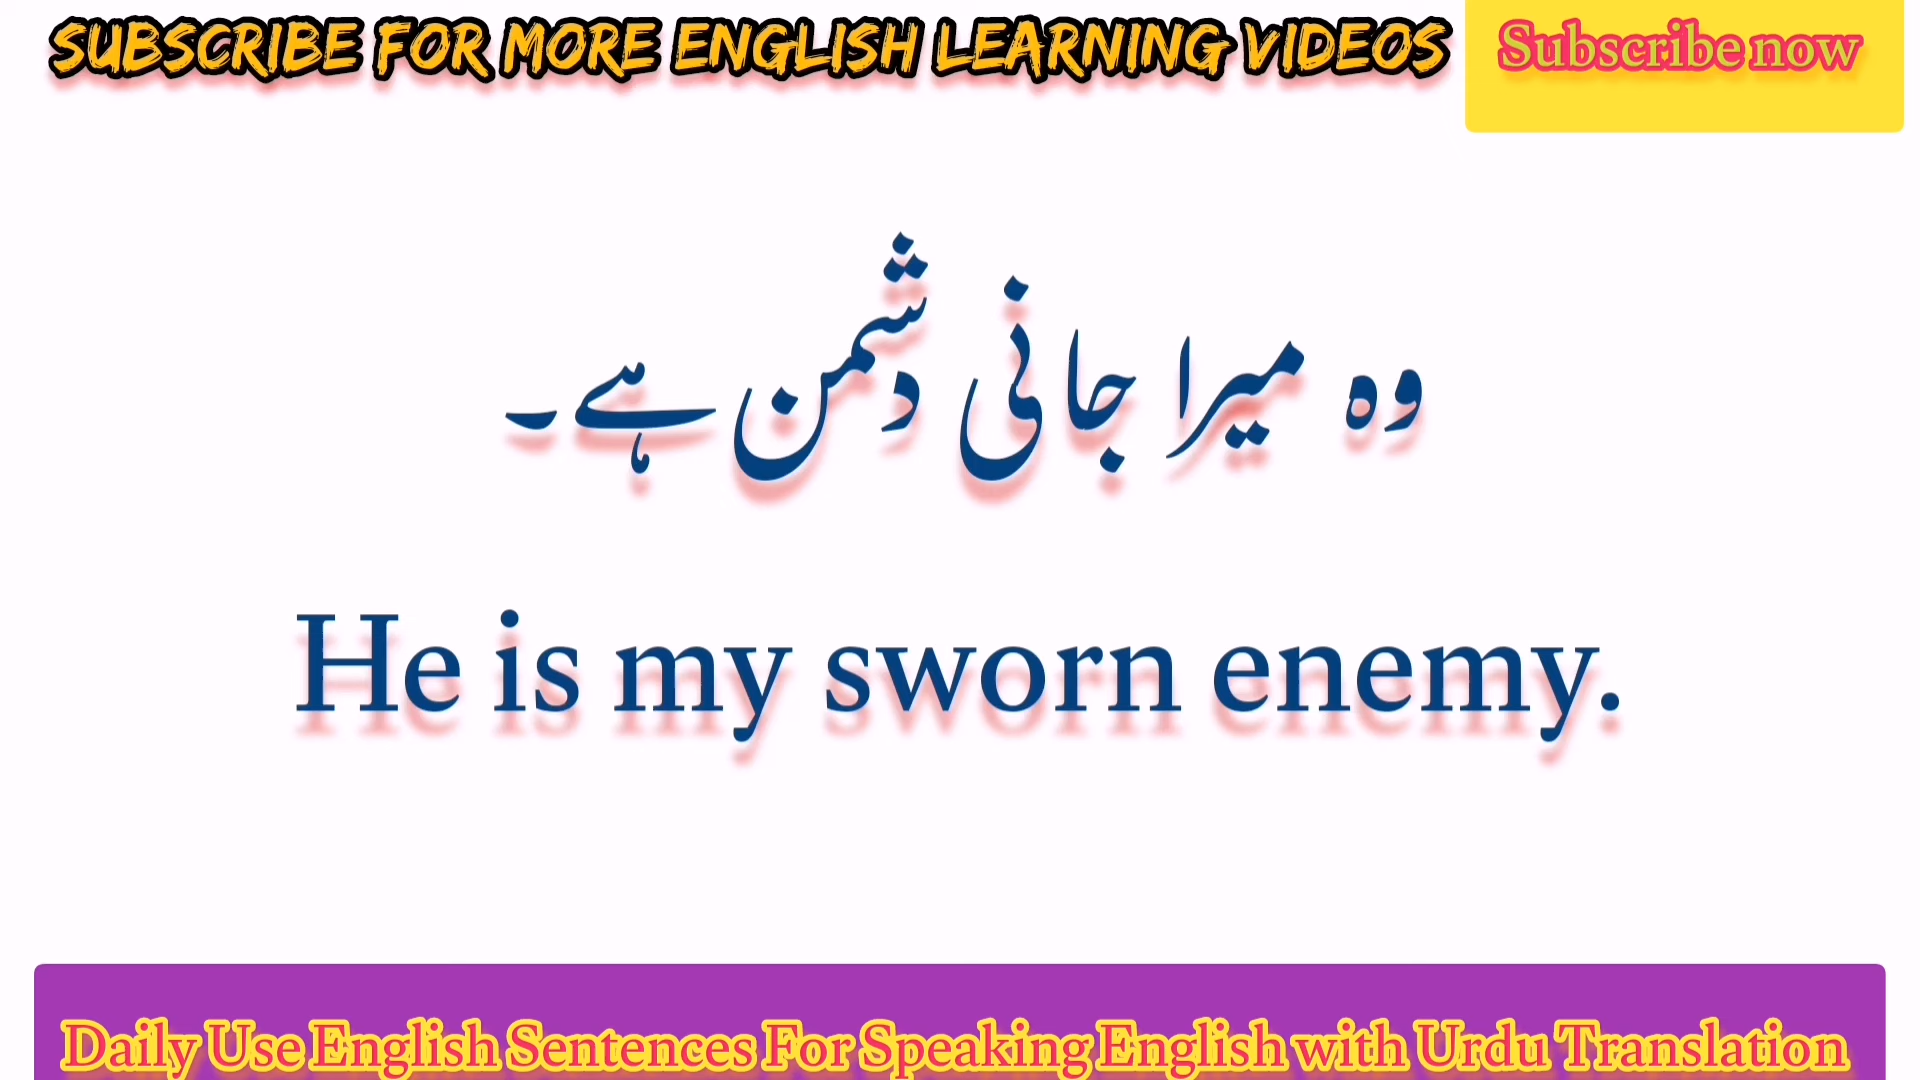 SUBSCRIBE FOR MORE ENGLISH LEARNING VIDEOS
Subscribe now
وہ میرا جانی دشمن ہے۔
He is my sworn enemy.
Daily Use English Sentences For Speaking English with Urdu Translation